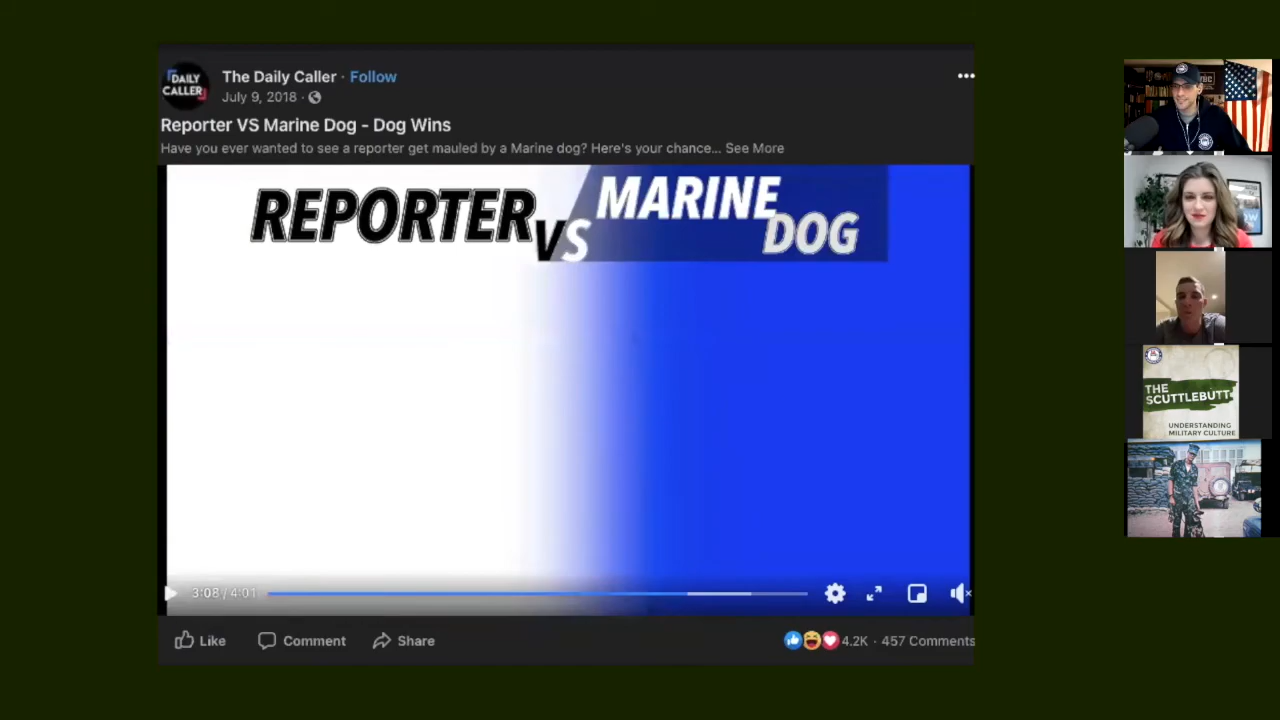 DAILY
CALLER
The Daily Caller · Follow
July 9, 2018 ·
Reporter VS Marine Dog - Dog Wins
Have you ever wanted to see a reporter get mauled by a Marine dog? Here's your chance... See More
REPORTER VS MARINE DOG
3:08 / 4:01
Like
Comment
Share
4.2K · 457 Comments
THE
SCUTTLEBUTT
UNDERSTANDING
MILITARY CULTURE